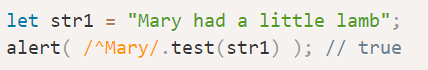 let str1 = "Mary had a little lamb";
alert( /^Mary/.test(str1) ); // true